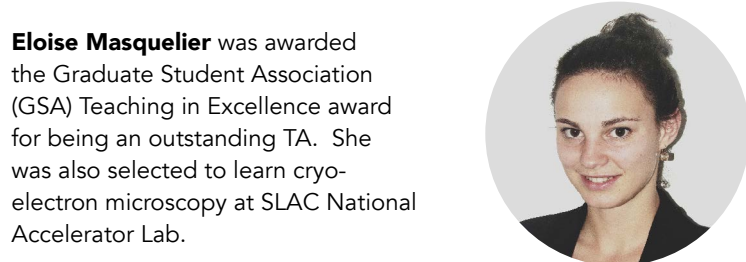 Eloise Masquelier was awarded
the Graduate Student Association
(GSA) Teaching in Excellence award
for being an outstanding TA.  She
was also selected to learn cryo-
electron microscopy at SLAC National
Accelerator Lab.